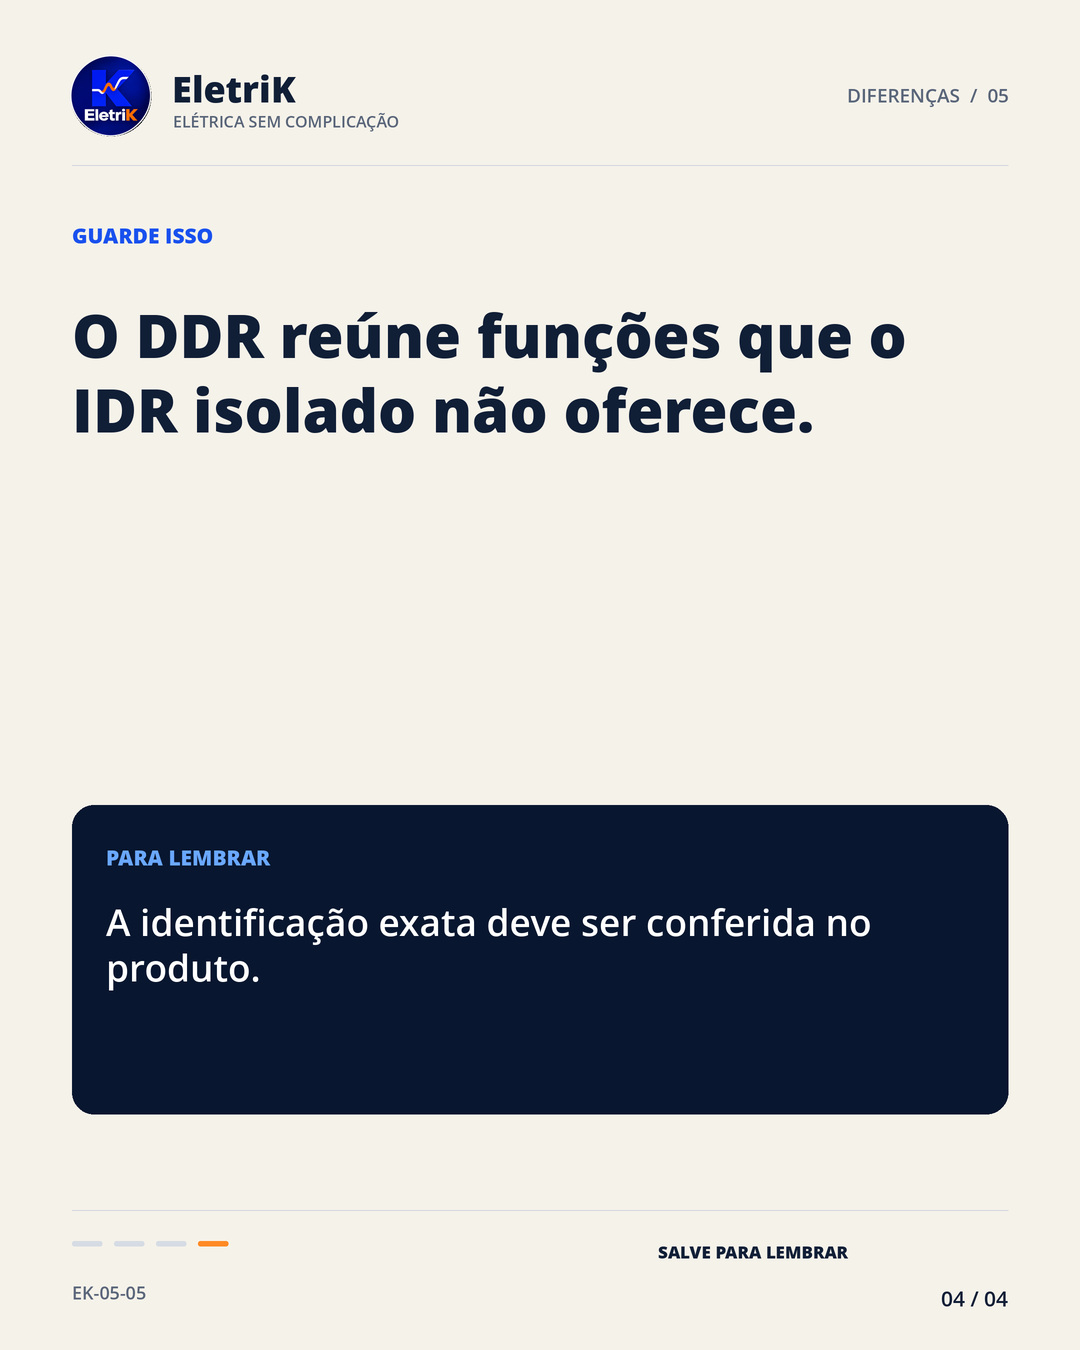 K
EletriK
EletriK
ELÉTRICA SEM COMPLICAÇÃO
DIFERENÇAS / 05
GUARDE ISSO
O DDR reúne funções que o
IDR isolado não oferece.
PARA LEMBRAR
A identificação exata deve ser conferida no
produto.
SALVE PARA LEMBRAR
EK-05-05
04 / 04